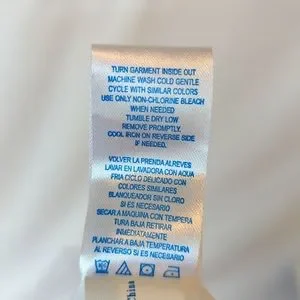 TURN GARMENT INSIDE OUT
MACHINE WASH COLD GENTLE
CYCLE WITH SIMILAR COLORS
USE ONLY NON-CHLORINE BLEACH
WHEN NEEDED
TUMBLE DRY LOW
REMOVE PROMPTLY.
COOL IRON ON REVERSE SIDE
IF NEEDED.
VOLVER LA PRENDA ALREVES
LAVAR EN LAVADORA CON AQUA
FRIA CICLO DELICADO CON
COLORES SIMILARES
BLANQUEADOR SIN CLORO
SI ES NECESARIO
SECAR A MAQUINA CON TEMPERA
TURA BAJA RETIRAR
INMEDIATAMENTE
PLANCHAR A BAJA TEMPERATURA
AL REVERSO SI ES NECESARIO
China